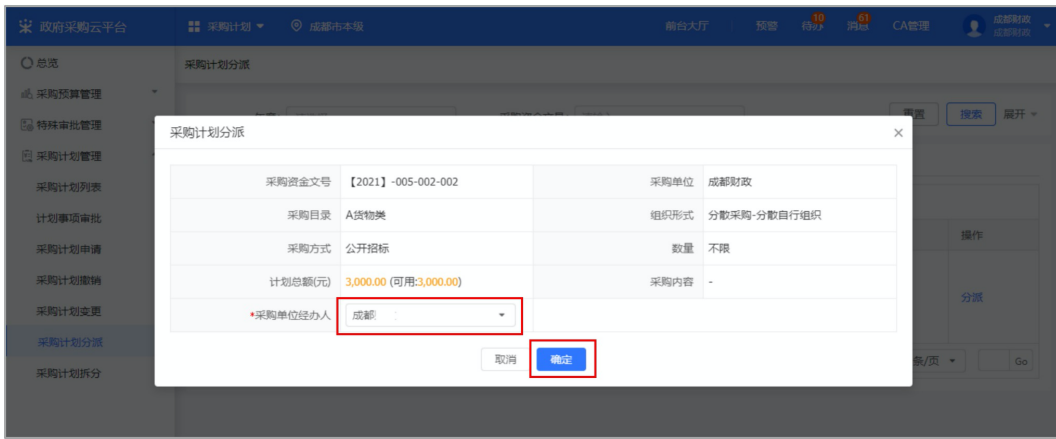 政府采购云平台
采购计划
成都市本级
前台大厅
预警
待办
10
消息
61
CA管理
成都财政
成都财政
总览
采购预算管理
特殊审批管理
采购计划管理
采购计划列表
计划事项审批
采购计划申请
采购计划撤销
采购计划变更
采购计划分派
采购计划拆分
采购计划分派
重置
搜索
展开
采购计划分派
采购资金文号 【2021】-005-002-002 采购单位 成都财政
采购目录 A货物类 组织形式 分散采购-分散自行组织
采购方式 公开招标 数量 不限
计划总额(元) 3,000.00 (可用:3,000.00) 采购内容 -
*采购单位经办人 成都
取消 确定
操作
分派
条/页
Go